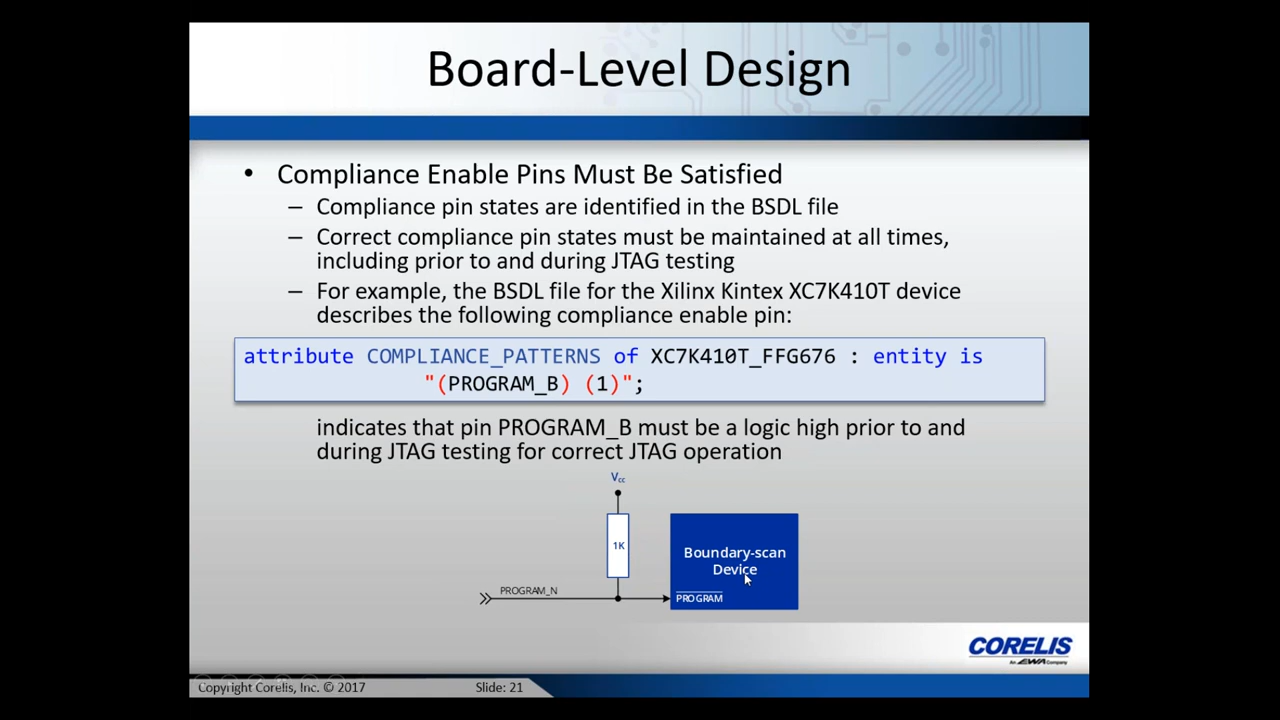 Board-Level Design
• Compliance Enable Pins Must Be Satisfied
– Compliance pin states are identified in the BSDL file
– Correct compliance pin states must be maintained at all times,
including prior to and during JTAG testing
– For example, the BSDL file for the Xilinx Kintex XC7K410T device
describes the following compliance enable pin:
attribute COMPLIANCE_PATTERNS of XC7K410T_FFG676 : entity is
"(PROGRAM_B) (1)";
indicates that pin PROGRAM_B must be a logic high prior to and
during JTAG testing for correct JTAG operation
Vcc
1K
Boundary-scan
Device
PROGRAM_N
PROGRAM
CORELIS
An EWA Company
Copyright Corelis, Inc. © 2017
Slide: 21